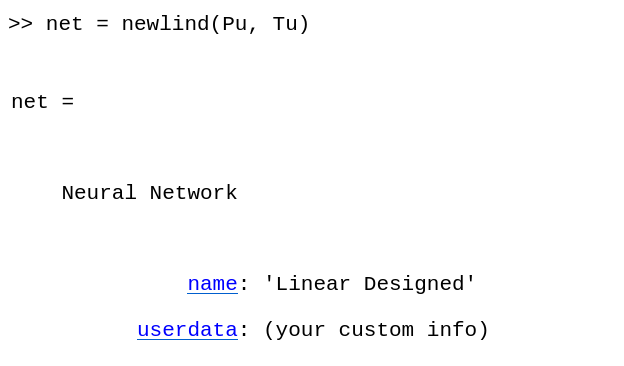 >> net = newlind(Pu, Tu)
net =
Neural Network
name: 'Linear Designed'
userdata: (your custom info)